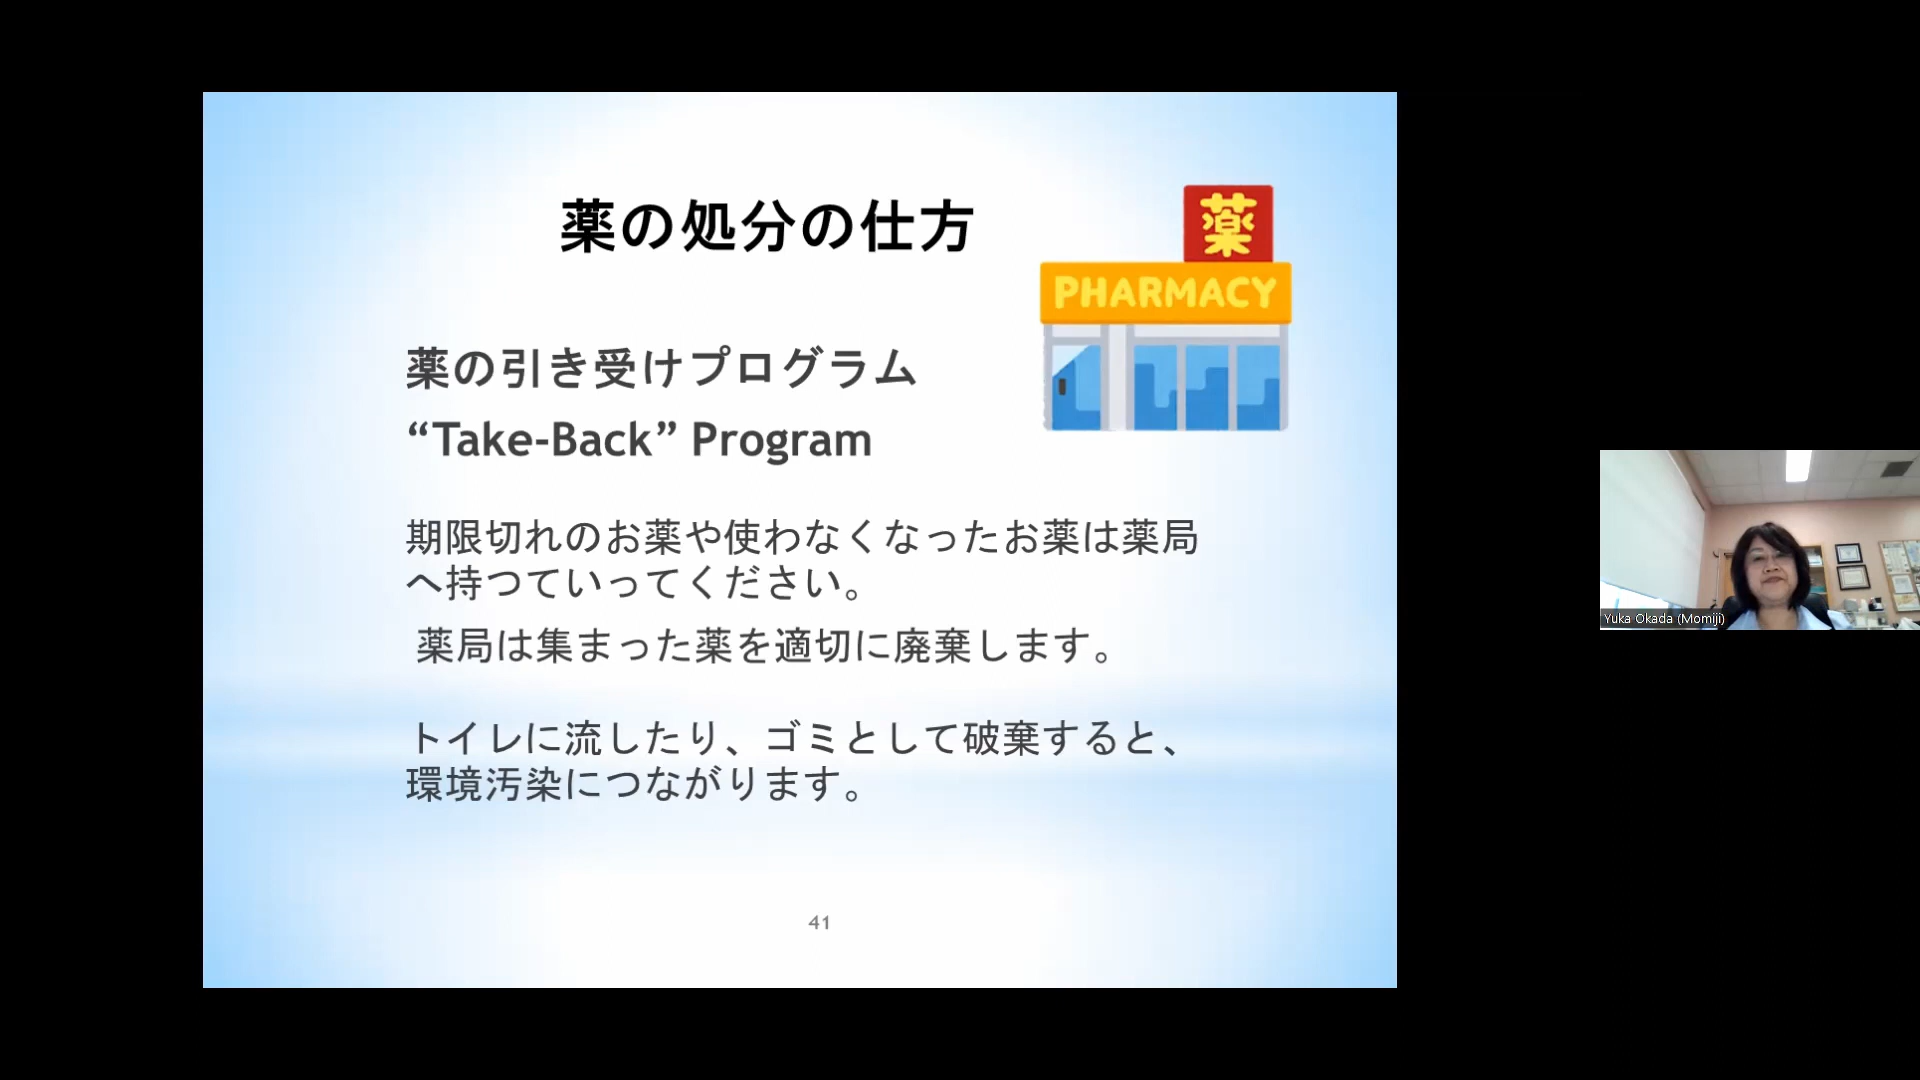 薬の処分の仕方
薬
PHARMACY
薬の引き受けプログラム
“Take-Back” Program
期限切れのお薬や使わなくなったお薬は薬局
へ持つていってください。
薬局は集まった薬を適切に廃棄します。
トイレに流したり、ゴミとして破棄すると、
環境汚染につながります。
41
Yuka Okada (Momiji)